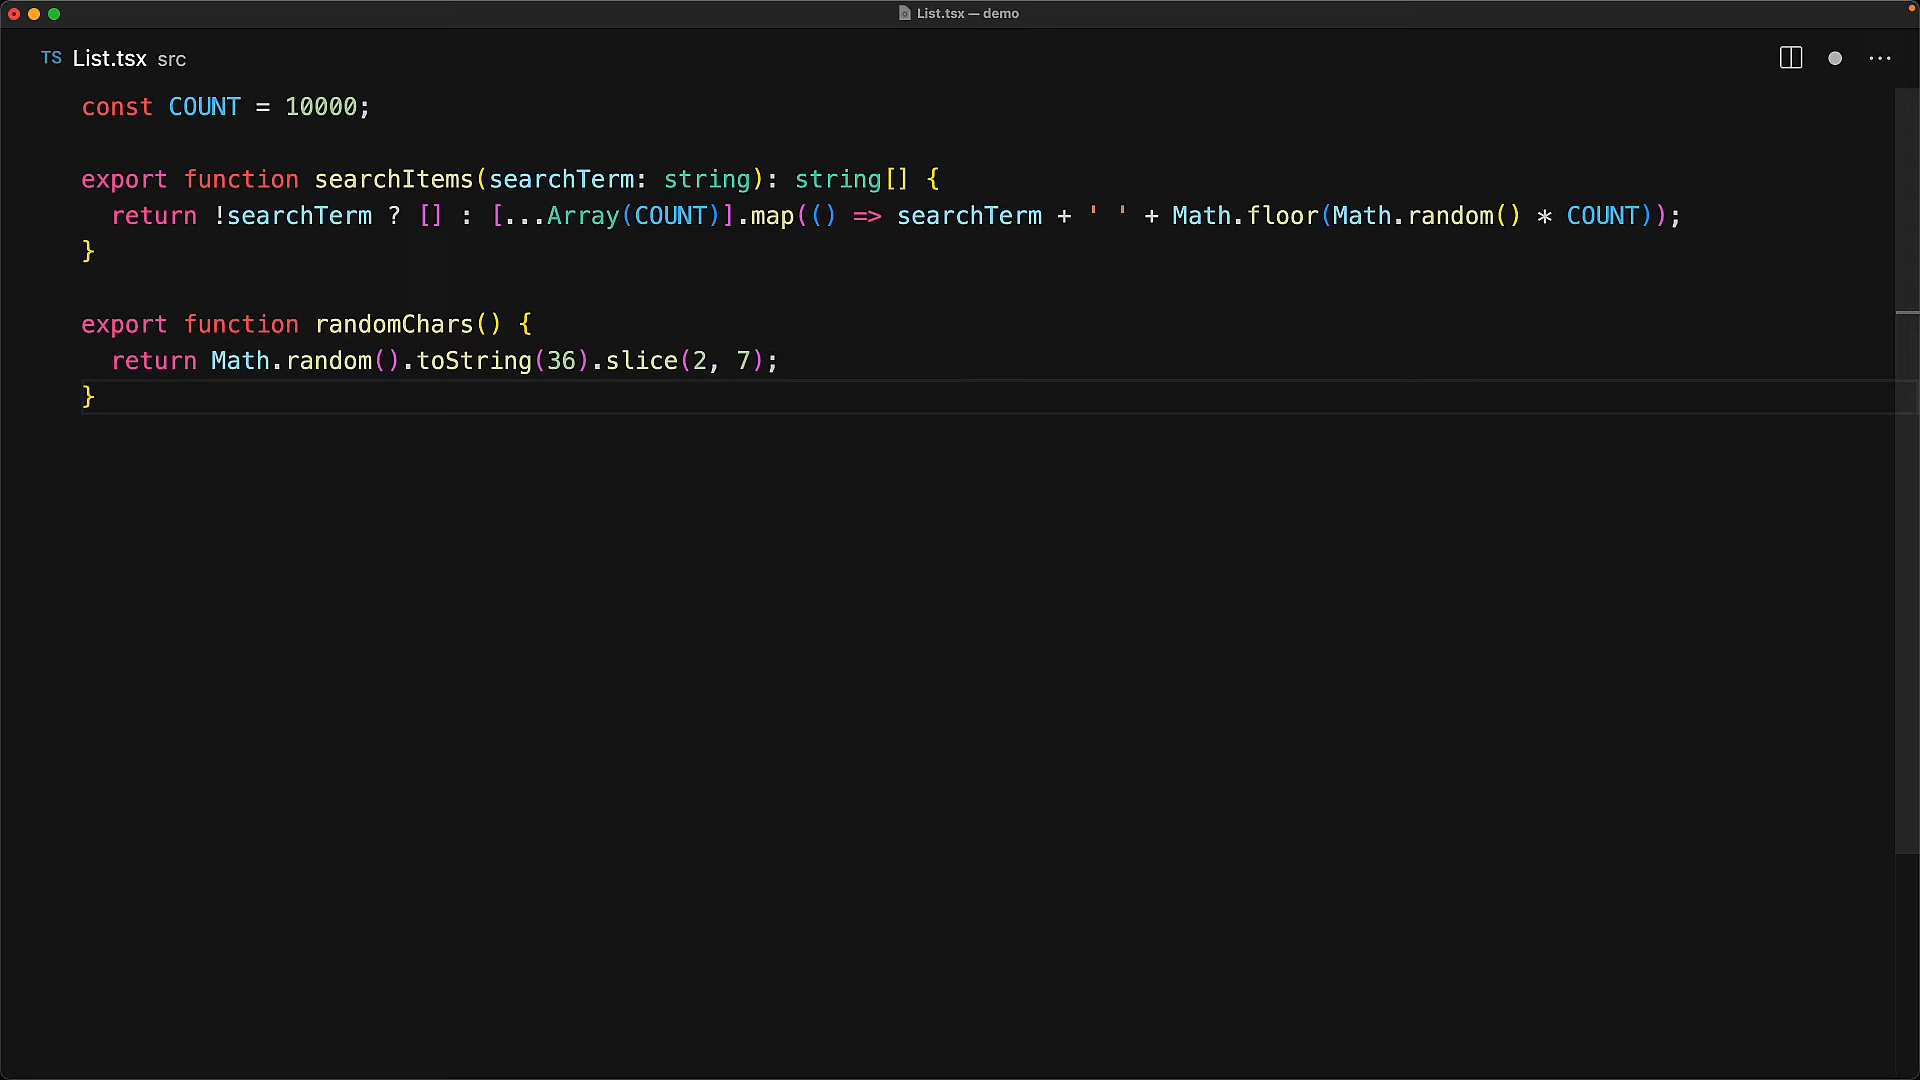 List.tsx — demo
TS List.tsx src
const COUNT = 10000;
export function searchItems(searchTerm: string): string[] {
return !searchTerm ? [] : [...Array(COUNT)].map(() => searchTerm + ' ' + Math.floor(Math.random() * COUNT));
}
export function randomChars() {
return Math.random().toString(36).slice(2, 7);
}